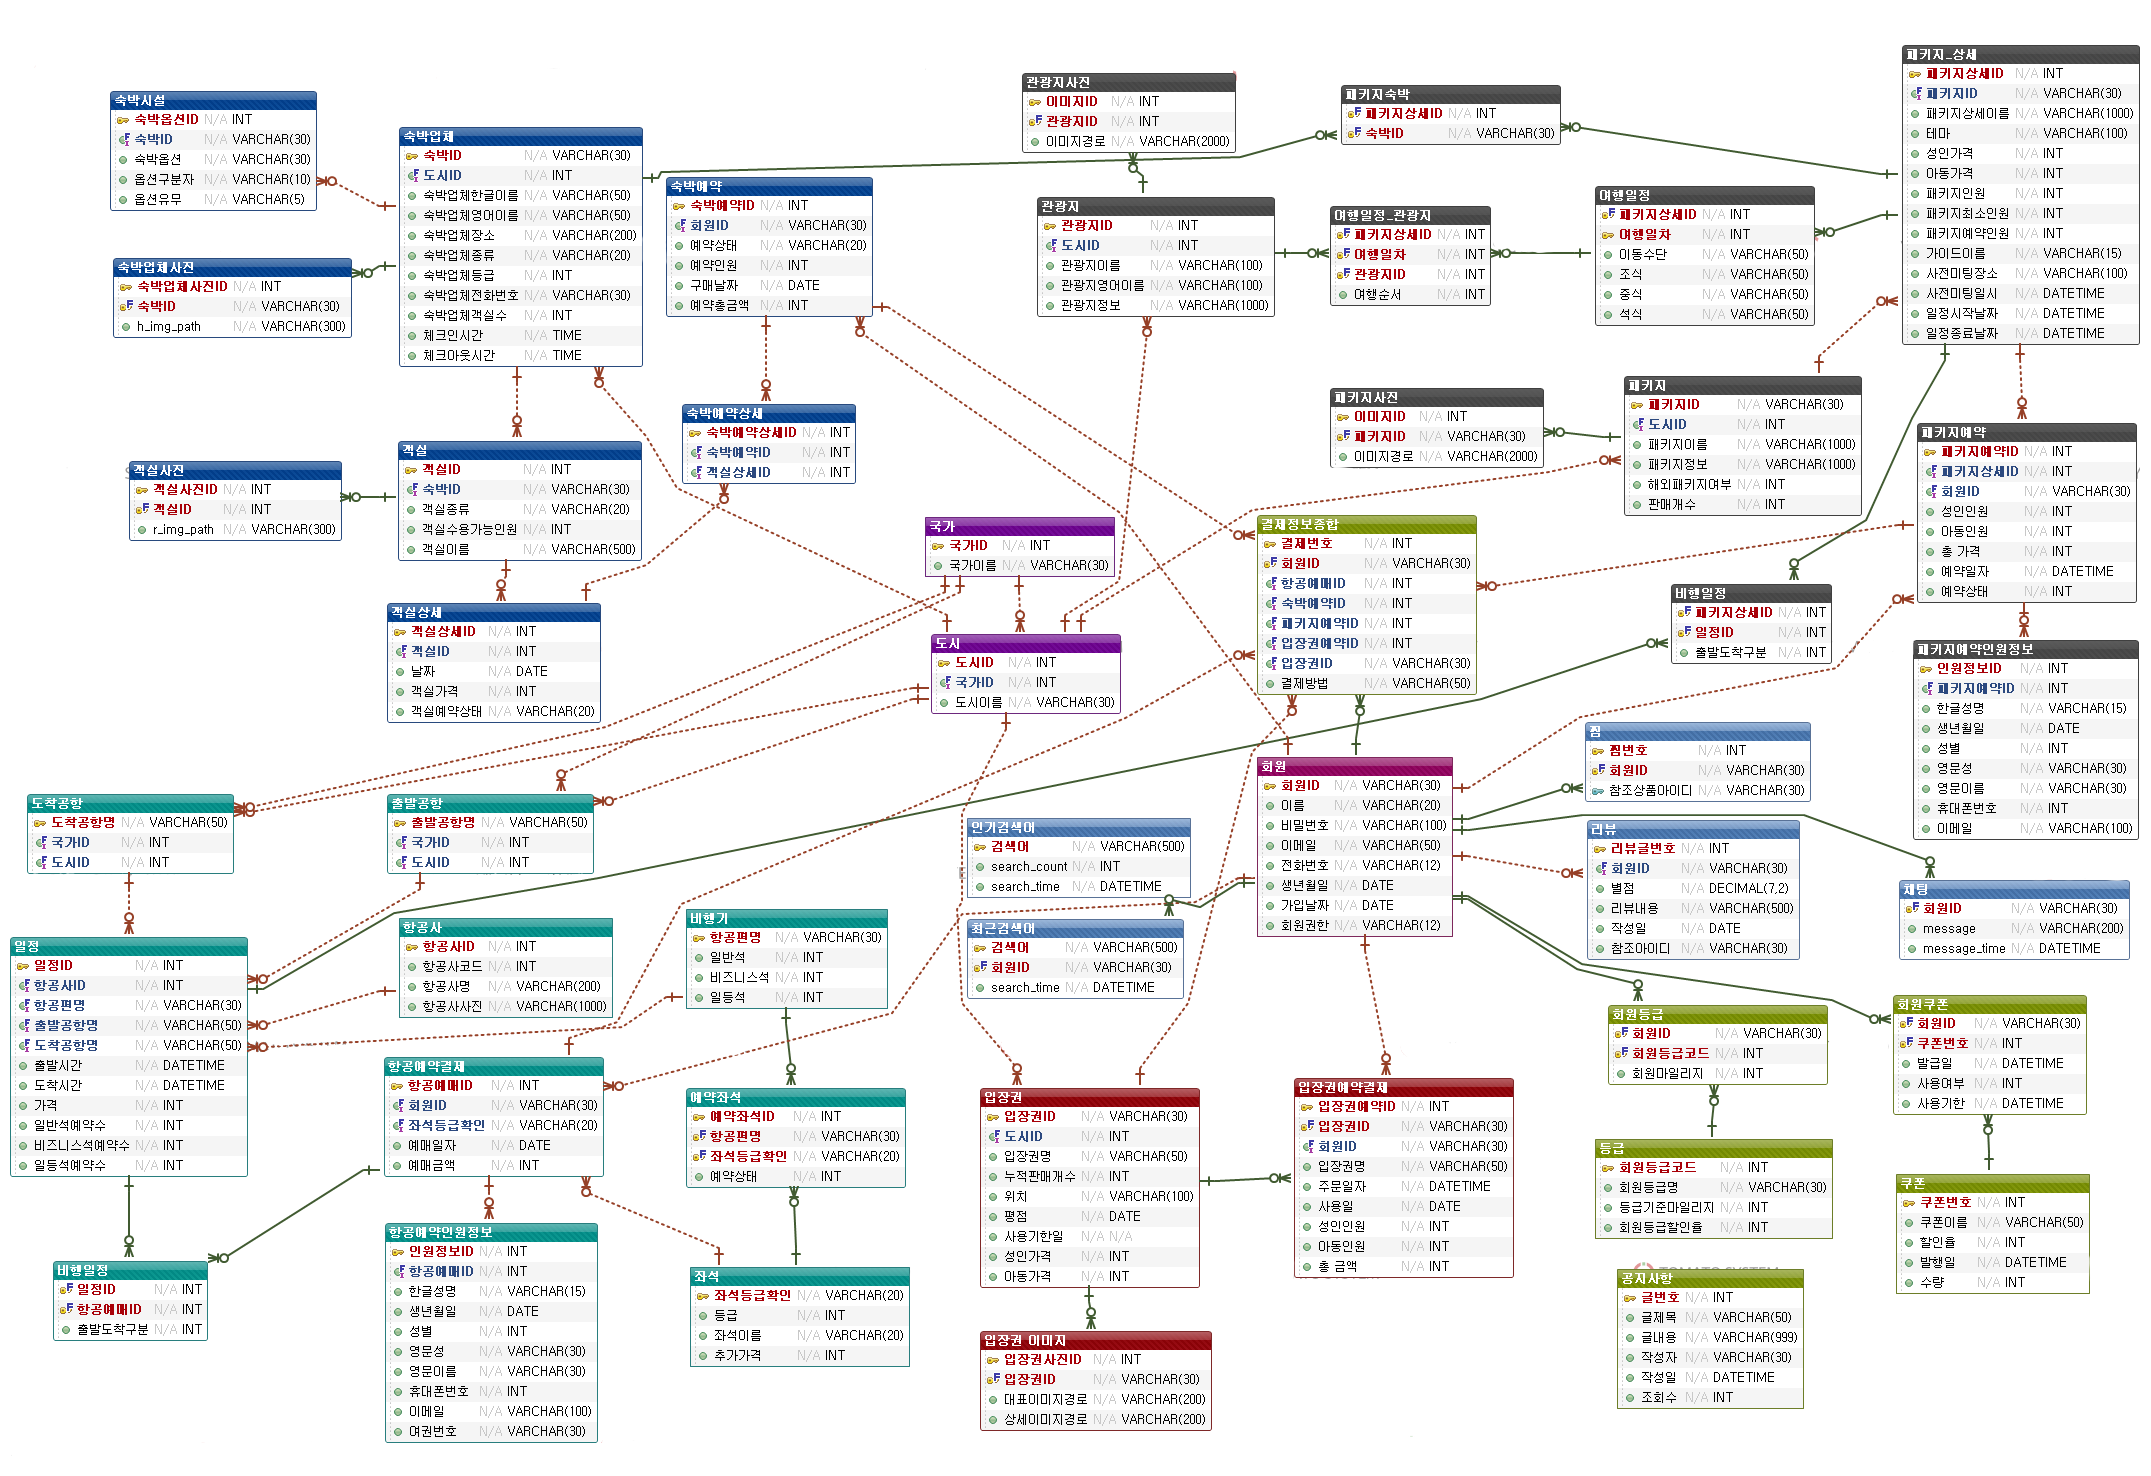 숙박시설
숙박옵션ID N/A INT
숙박ID N/A VARCHAR(30)
숙박옵션 N/A VARCHAR(30)
옵션구분자 N/A VARCHAR(10)
옵션유무 N/A VARCHAR(5)
숙박업체사진
숙박업체사진ID N/A INT
숙박ID N/A VARCHAR(30)
h_img_path N/A VARCHAR(300)
숙박업체
숙박ID N/A VARCHAR(30)
도시ID N/A INT
숙박업체한글이름 N/A VARCHAR(50)
숙박업체영어이름 N/A VARCHAR(50)
숙박업체장소 N/A VARCHAR(200)
숙박업체종류 N/A VARCHAR(20)
숙박업체등급 N/A INT
숙박업체전화번호 N/A VARCHAR(30)
숙박업체객실수 N/A INT
체크인시간 N/A TIME
체크아웃시간 N/A TIME
숙박예약
숙박예약ID N/A INT
회원ID N/A VARCHAR(30)
예약상태 N/A VARCHAR(20)
예약인원 N/A INT
구매날짜 N/A DATE
예약총금액 N/A INT
숙박예약상세
숙박예약상세ID N/A INT
숙박예약ID N/A INT
객실상세ID N/A INT
객실사진
객실사진ID N/A INT
객실ID N/A INT
r_img_path N/A VARCHAR(300)
객실
객실ID N/A INT
숙박ID N/A VARCHAR(30)
객실종류 N/A VARCHAR(20)
객실수용가능인원 N/A INT
객실이름 N/A VARCHAR(500)
객실상세
객실상세ID N/A INT
객실ID N/A INT
날짜 N/A DATE
객실가격 N/A INT
객실예약상태 N/A VARCHAR(20)
관광지사진
이미지ID N/A INT
관광지ID N/A INT
이미지경로 N/A VARCHAR(2000)
관광지
관광지ID N/A INT
도시ID N/A INT
관광지이름 N/A VARCHAR(100)
관광지영어이름 N/A VARCHAR(100)
관광지정보 N/A VARCHAR(1000)
패키지숙박
패키지상세ID N/A INT
숙박ID N/A VARCHAR(30)
여행일정_관광지
패키지상세ID N/A INT
여행일차 N/A INT
관광지ID N/A INT
여행순서 N/A INT
여행일정
패키지상세ID N/A INT
여행일차 N/A INT
이동수단 N/A VARCHAR(50)
조식 N/A VARCHAR(50)
중식 N/A VARCHAR(50)
석식 N/A VARCHAR(50)
패키지_상세
패키지상세ID N/A INT
패키지ID N/A VARCHAR(30)
패키지상세이름 N/A VARCHAR(1000)
테마 N/A VARCHAR(100)
성인가격 N/A INT
아동가격 N/A INT
패키지인원 N/A INT
패키지최소인원 N/A INT
패키지예약인원 N/A INT
가이드이름 N/A VARCHAR(15)
사전미팅장소 N/A VARCHAR(100)
사전미팅일시 N/A DATETIME
일정시작날짜 N/A DATETIME
일정종료날짜 N/A DATETIME
패키지사진
이미지ID N/A INT
패키지ID N/A VARCHAR(30)
이미지경로 N/A VARCHAR(2000)
패키지
패키지ID N/A VARCHAR(30)
도시ID N/A INT
패키지이름 N/A VARCHAR(1000)
패키지정보 N/A VARCHAR(1000)
해외패키지여부 N/A INT
판매개수 N/A INT
패키지예약
패키지예약ID N/A INT
패키지상세ID N/A INT
회원ID N/A VARCHAR(30)
성인인원 N/A INT
아동인원 N/A INT
총 가격 N/A INT
예약일자 N/A DATETIME
예약상태 N/A INT
패키지예약인원정보
인원정보ID N/A INT
패키지예약ID N/A INT
한글성명 N/A VARCHAR(15)
생년월일 N/A DATE
성별 N/A INT
영문성 N/A VARCHAR(30)
영문이름 N/A VARCHAR(30)
휴대폰번호 N/A INT
이메일 N/A VARCHAR(100)
국가
국가ID N/A INT
국가이름 N/A VARCHAR(30)
도시
도시ID N/A INT
국가ID N/A INT
도시이름 N/A VARCHAR(30)
결제정보종합
결제번호 N/A INT
회원ID N/A VARCHAR(30)
항공예매ID N/A INT
숙박예약ID N/A INT
패키지예약ID N/A INT
입장권예약ID N/A INT
입장권ID N/A VARCHAR(30)
결제방법 N/A VARCHAR(50)
비행일정
패키지상세ID N/A INT
일정ID N/A INT
출발도착구분 N/A INT
회원
회원ID N/A VARCHAR(30)
이름 N/A VARCHAR(20)
비밀번호 N/A VARCHAR(100)
이메일 N/A VARCHAR(50)
전화번호 N/A VARCHAR(12)
생년월일 N/A DATE
가입날짜 N/A DATE
회원권한 N/A VARCHAR(12)
찜
찜번호 N/A INT
회원ID N/A VARCHAR(30)
참조상품아이디 N/A VARCHAR(30)
리뷰
리뷰글번호 N/A INT
회원ID N/A VARCHAR(30)
별점 N/A DECIMAL(7,2)
리뷰내용 N/A VARCHAR(500)
작성일 N/A DATE
참조아이디 N/A VARCHAR(30)
채팅
회원ID N/A VARCHAR(30)
message N/A VARCHAR(200)
message_time N/A DATETIME
인기검색어
검색어 N/A VARCHAR(500)
search_count N/A INT
search_time N/A DATETIME
최근검색어
검색어 N/A VARCHAR(500)
회원ID N/A VARCHAR(30)
search_time N/A DATETIME
도착공항
도착공항명 N/A VARCHAR(50)
국가ID N/A INT
도시ID N/A INT
출발공항
출발공항명 N/A VARCHAR(50)
국가ID N/A INT
도시ID N/A INT
일정
일정ID N/A INT
항공사ID N/A INT
항공편명 N/A VARCHAR(30)
출발공항명 N/A VARCHAR(50)
도착공항명 N/A VARCHAR(50)
출발시간 N/A DATETIME
도착시간 N/A DATETIME
가격 N/A INT
일반석예약수 N/A INT
비즈니스석예약수 N/A INT
일등석예약수 N/A INT
항공사
항공사ID N/A INT
항공사코드 N/A INT
항공사명 N/A VARCHAR(200)
항공사사진 N/A VARCHAR(1000)
비행기
항공편명 N/A VARCHAR(30)
일반석 N/A INT
비즈니스석 N/A INT
일등석 N/A INT
항공예약결제
항공예매ID N/A INT
회원ID N/A VARCHAR(30)
좌석등급확인 N/A VARCHAR(20)
예매일자 N/A DATE
예매금액 N/A INT
예약좌석
예약좌석ID N/A INT
항공편명 N/A VARCHAR(30)
좌석등급확인 N/A VARCHAR(20)
예약상태 N/A INT
비행일정
일정ID N/A INT
항공예매ID N/A INT
출발도착구분 N/A INT
항공예약인원정보
인원정보ID N/A INT
항공예매ID N/A INT
한글성명 N/A VARCHAR(15)
생년월일 N/A DATE
성별 N/A INT
영문성 N/A VARCHAR(30)
영문이름 N/A VARCHAR(30)
휴대폰번호 N/A INT
이메일 N/A VARCHAR(100)
여권번호 N/A VARCHAR(30)
좌석
좌석등급확인 N/A VARCHAR(20)
등급 N/A INT
좌석이름 N/A VARCHAR(20)
추가가격 N/A INT
입장권
입장권ID N/A VARCHAR(30)
도시ID N/A INT
입장권명 N/A VARCHAR(50)
누적판매개수 N/A INT
위치 N/A VARCHAR(100)
평점 N/A DATE
사용기한일 N/A N/A
성인가격 N/A INT
아동가격 N/A INT
입장권예약결제
입장권예약ID N/A INT
입장권ID N/A VARCHAR(30)
회원ID N/A VARCHAR(30)
입장권명 N/A VARCHAR(50)
주문일자 N/A DATETIME
사용일 N/A DATE
성인인원 N/A INT
아동인원 N/A INT
총 금액 N/A INT
입장권 이미지
입장권사진ID N/A INT
입장권ID N/A VARCHAR(30)
대표이미지경로 N/A VARCHAR(200)
상세이미지경로 N/A VARCHAR(200)
회원등급
회원ID N/A VARCHAR(30)
회원등급코드 N/A INT
회원마일리지 N/A INT
회원쿠폰
회원ID N/A VARCHAR(30)
쿠폰번호 N/A INT
발급일 N/A DATETIME
사용여부 N/A INT
사용기한 N/A DATETIME
등급
회원등급코드 N/A INT
회원등급명 N/A VARCHAR(30)
등급기준마일리지 N/A INT
회원등급할인율 N/A INT
쿠폰
쿠폰번호 N/A INT
쿠폰이름 N/A VARCHAR(50)
할인율 N/A INT
발행일 N/A DATETIME
수량 N/A INT
TOMATO SYSTEM
공지사항
글번호 N/A INT
글제목 N/A VARCHAR(50)
글내용 N/A VARCHAR(999)
작성자 N/A VARCHAR(30)
작성일 N/A DATETIME
조회수 N/A INT